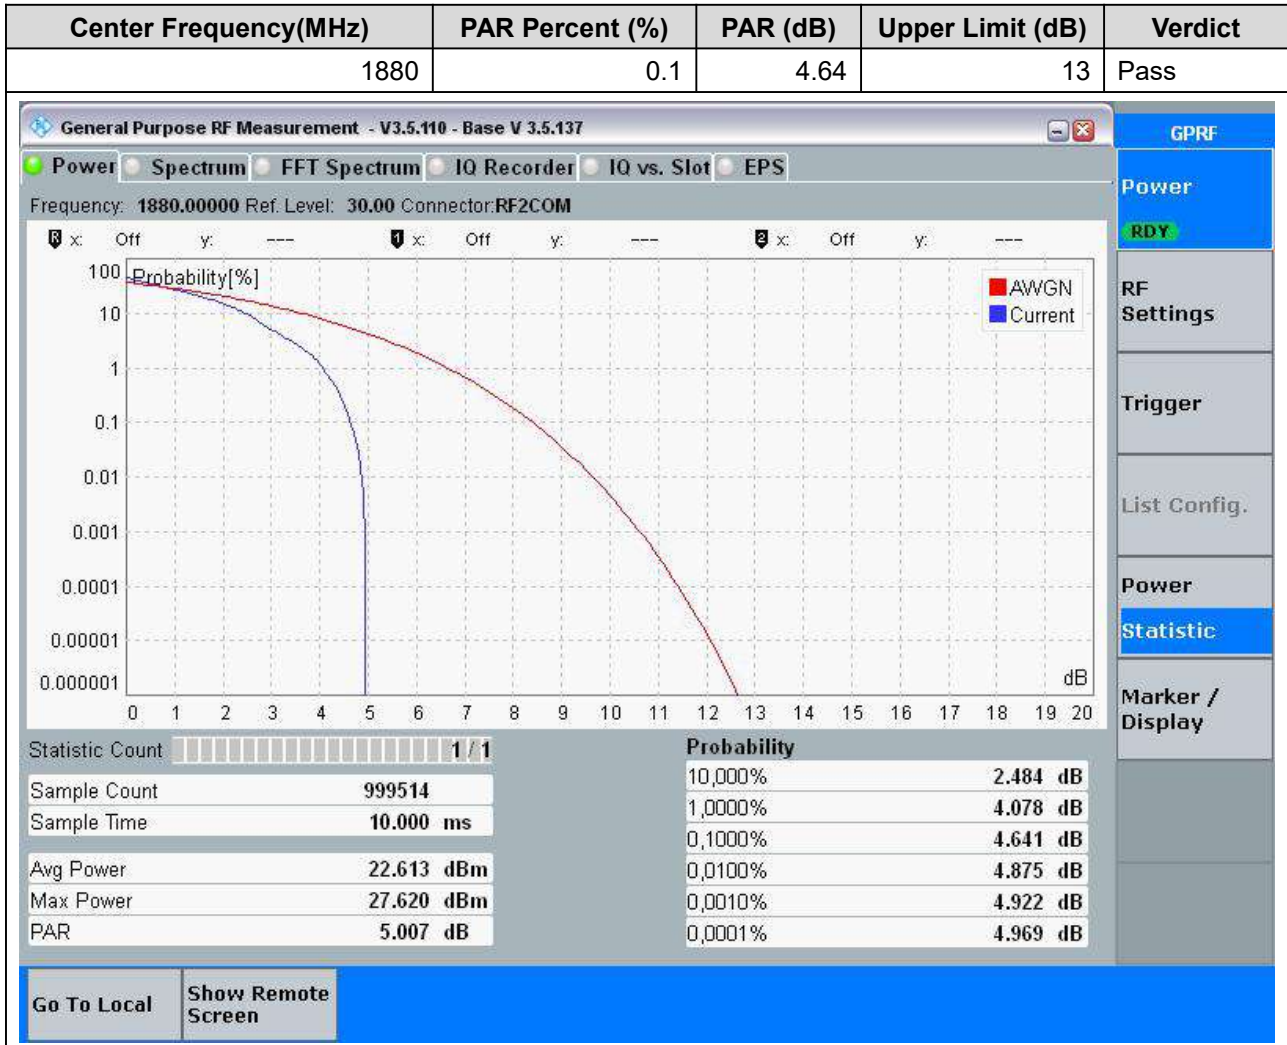 Center Frequency(MHz) PAR Percent (%) PAR (dB) Upper Limit (dB) Verdict
1880 0.1 4.64 13 Pass
General Purpose RF Measurement - V3.5.110 - Base V 3.5.137
GPRF
Power Spectrum FFT Spectrum IQ Recorder IQ vs. Slot EPS
Power
RDY
Frequency: 1880.00000 Ref. Level: 30.00 Connector:RF2COM
R x: Off y: --- 1 x: Off y: --- 2 x: Off y: ---
Probability[%]
AWGN
Current
100
10
1
0.1
0.01
0.001
0.0001
0.00001
0.000001
dB
0 1 2 3 4 5 6 7 8 9 10 11 12 13 14 15 16 17 18 19 20
RF
Settings
Trigger
List Config.
Power
Statistic
Marker /
Display
Statistic Count 1 / 1
Sample Count 999514
Sample Time 10.000 ms
Avg Power 22.613 dBm
Max Power 27.620 dBm
PAR 5.007 dB
Probability
10,000% 2.484 dB
1,0000% 4.078 dB
0,1000% 4.641 dB
0,0100% 4.875 dB
0,0010% 4.922 dB
0,0001% 4.969 dB
Go To Local
Show Remote
Screen